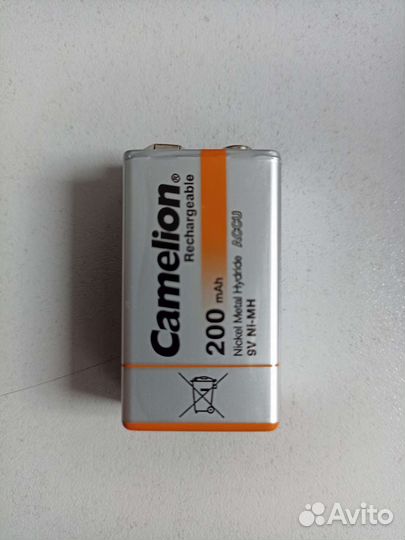 Camelion®
Rechargeable
200 mAh
Nickel Metal Hydride ACCU
9V Ni-MH
Avito